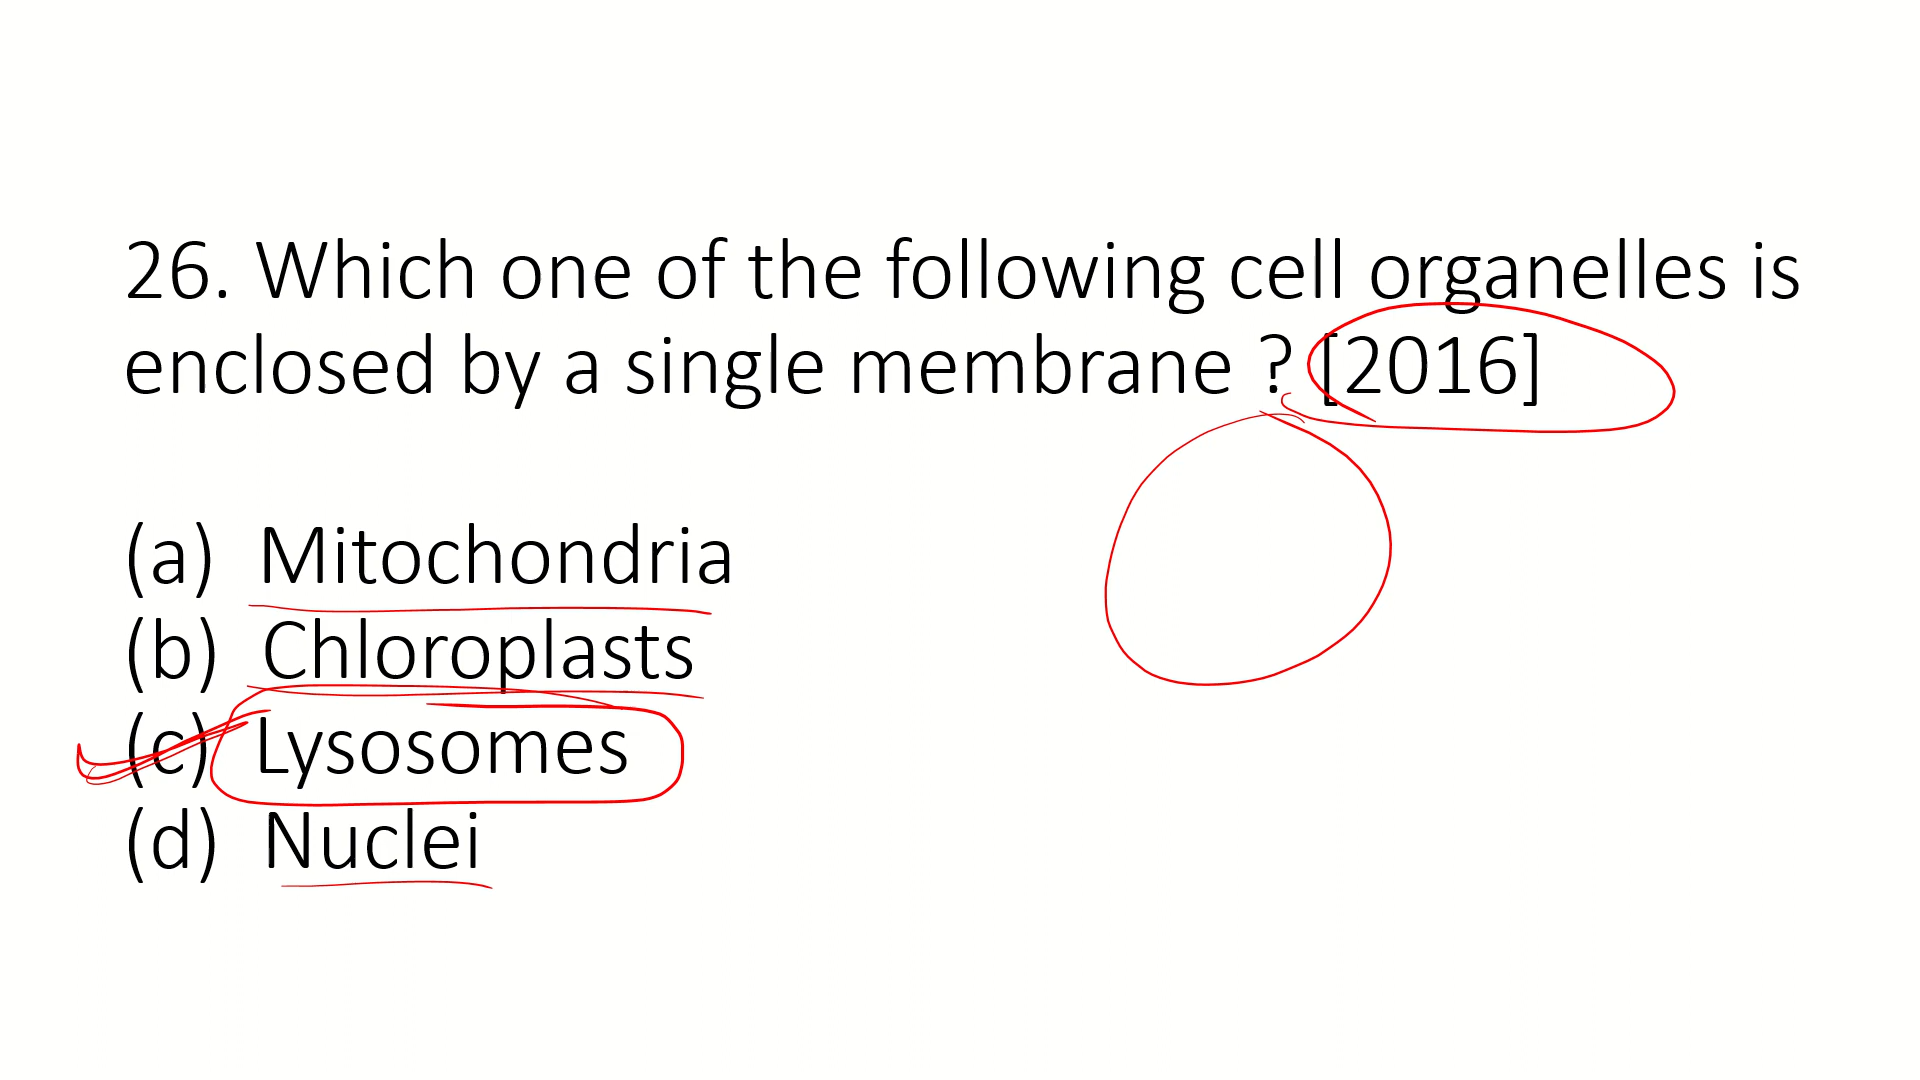 26. Which one of the following cell organelles is
enclosed by a single membrane ? [2016]
(a) Mitochondria
(b) Chloroplasts
(c) Lysosomes
(d) Nuclei